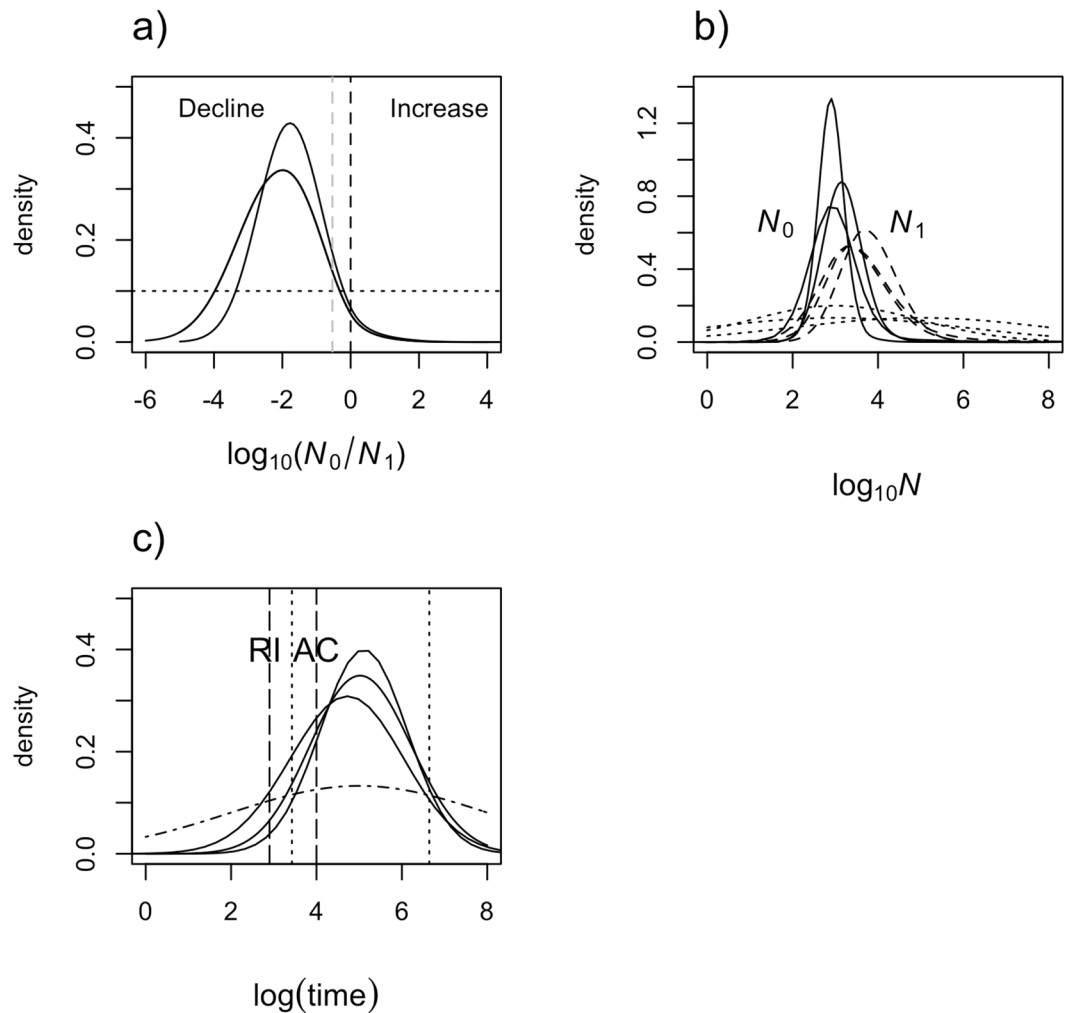 a)
Decline Increase
density
0.0 0.2 0.4
-6 -4 -2 0 2 4
log10(N0/N1)
b)
N0 N1
density
0.0 0.4 0.8 1.2
0 2 4 6 8
log10N
c)
RI AC
density
0.0 0.2 0.4
0 2 4 6 8
log(time)